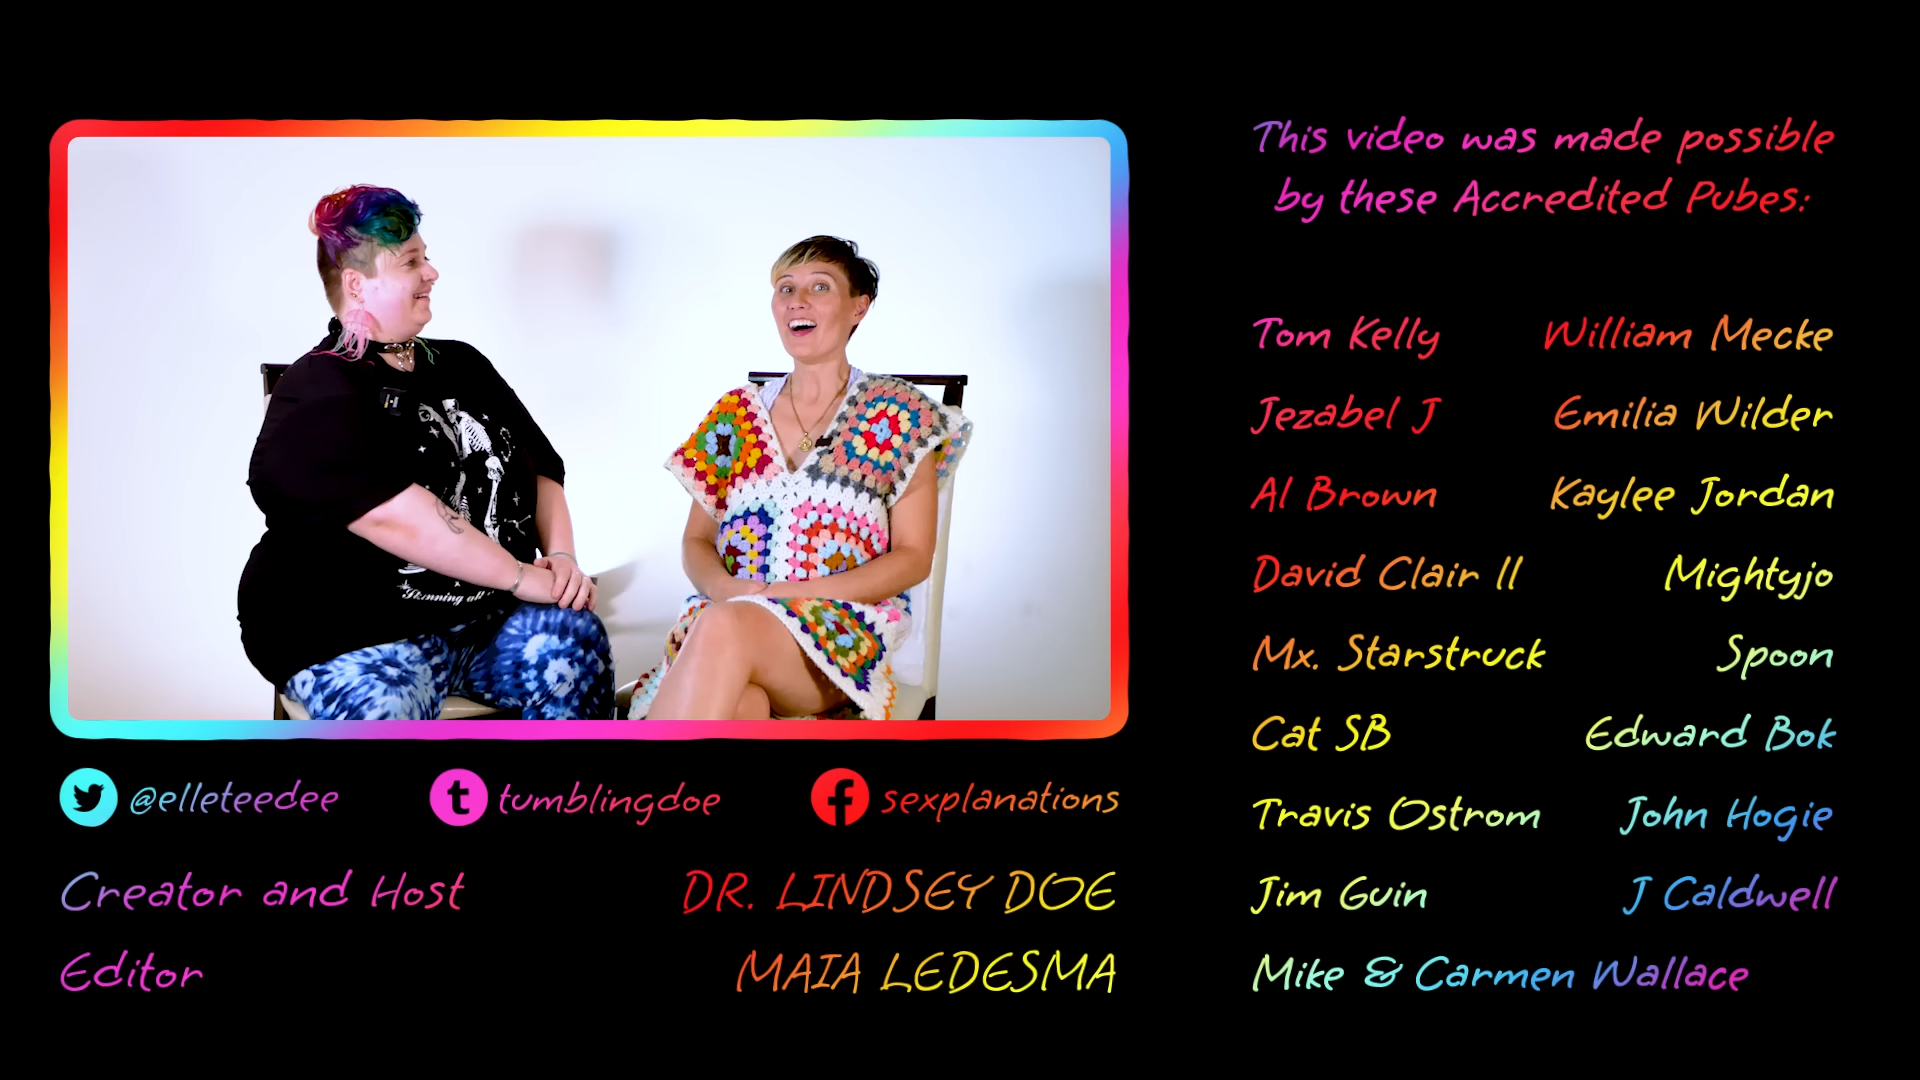 This video was made possible
by these Accredited Pubes:
Tom Kelly William Mecke
Jezabel J Emilia Wilder
Al Brown Kaylee Jordan
David Clair II Mightyjo
Mx. Starstruck Spoon
Cat SB Edward Bok
Travis Ostrom John Hogie
Jim Guin J Caldwell
Mike & Carmen Wallace
@elleteedee tumblingdoe sexplanations
Creator and Host DR. LINDSEY DOE
Editor MAIA LEDESMA